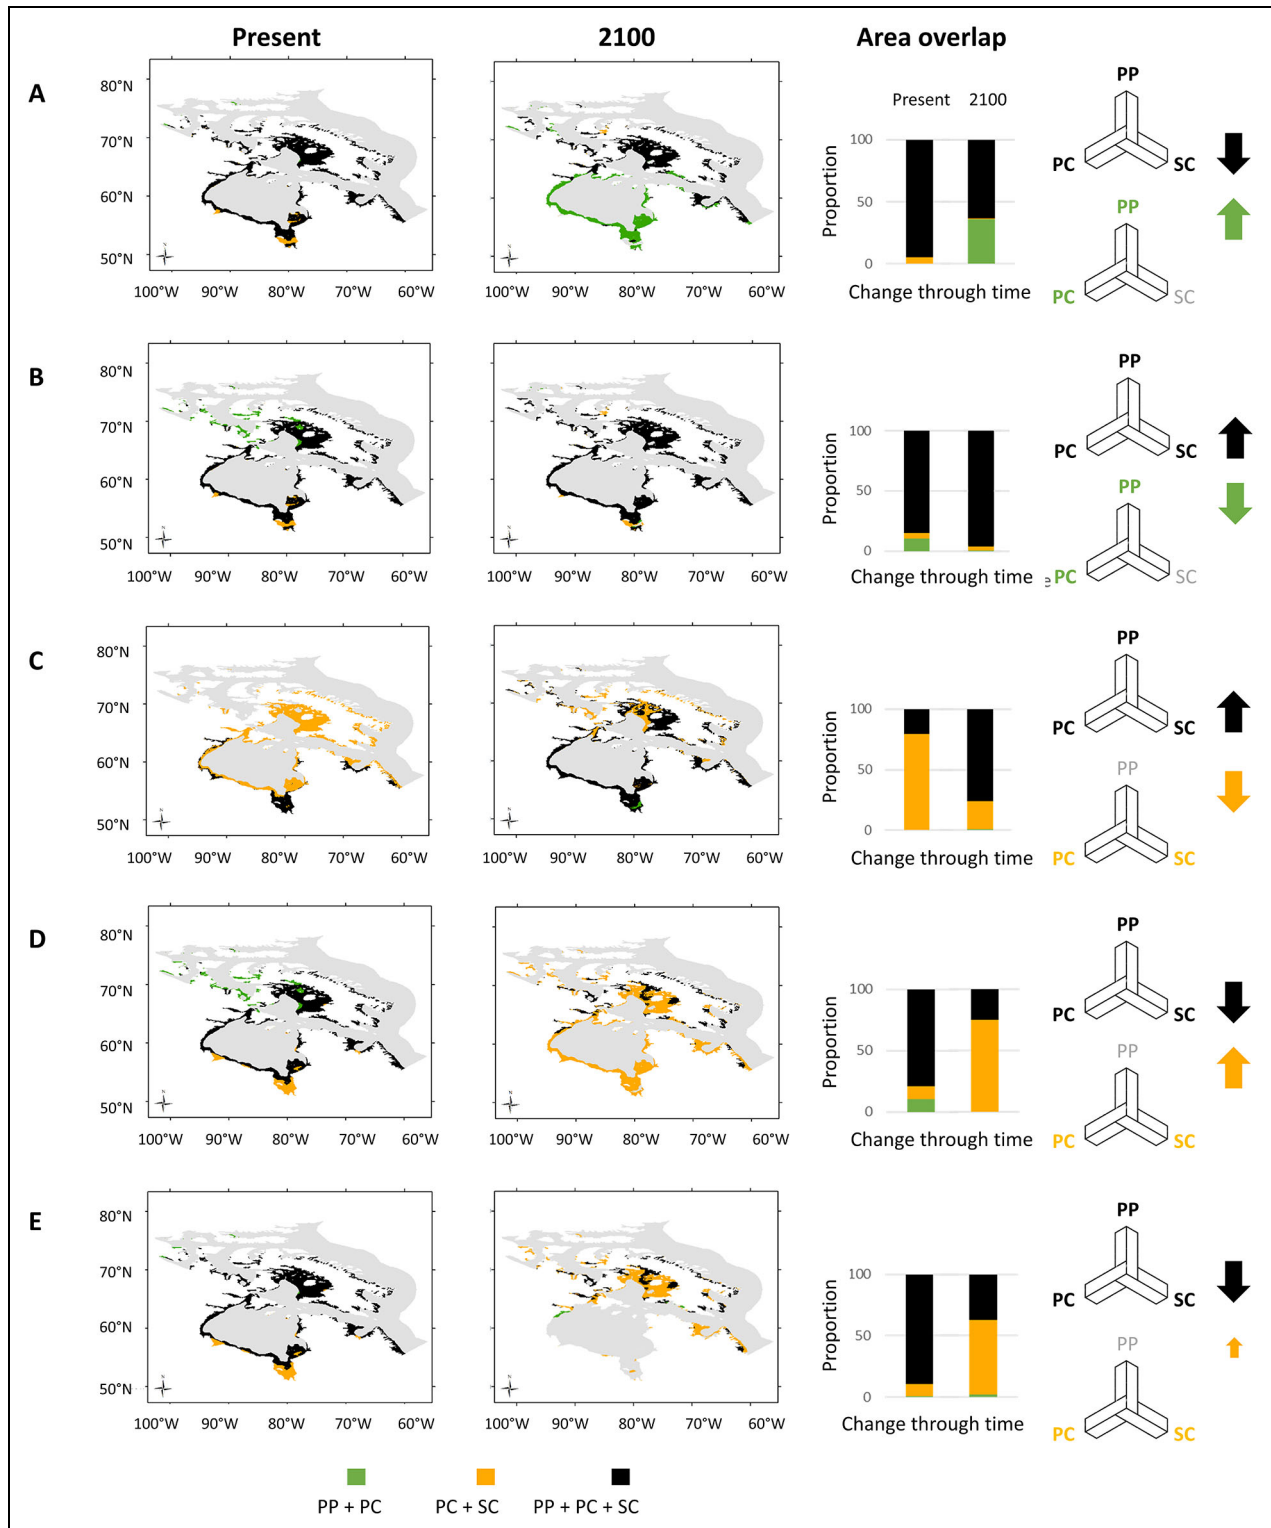 Present 2100 Area overlap
A
80°N
70°N
60°N
50°N
100°W 90°W 80°W 70°W 60°W
N
100°W 90°W 80°W 70°W 60°W
N
Present 2100
Proportion
100
50
0
Change through time
PP
PC SC
PP
PC SC
B
80°N
70°N
60°N
50°N
100°W 90°W 80°W 70°W 60°W
N
100°W 90°W 80°W 70°W 60°W
N
Proportion
100
50
0
Change through time
e
PP
PC SC
PP
PC SC
C
80°N
70°N
60°N
50°N
100°W 90°W 80°W 70°W 60°W
N
100°W 90°W 80°W 70°W 60°W
N
Proportion
100
50
0
Change through time
PP
PC SC
PP
PC SC
D
80°N
70°N
60°N
50°N
100°W 90°W 80°W 70°W 60°W
N
100°W 90°W 80°W 70°W 60°W
N
Proportion
100
50
0
Change through time
PP
PC SC
PP
PC SC
E
80°N
70°N
60°N
50°N
100°W 90°W 80°W 70°W 60°W
N
100°W 90°W 80°W 70°W 60°W
N
Proportion
100
50
0
Change through time
PP
PC SC
PP
PC SC
PP + PC PC + SC PP + PC + SC